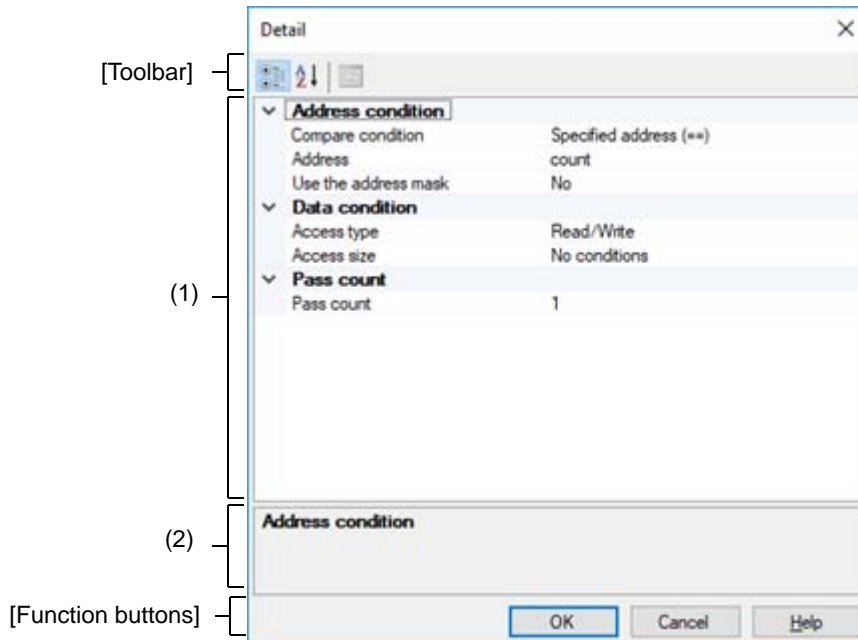 Detail
[Toolbar]
Address condition
Compare condition Specified address (==)
Address count
Use the address mask No
Data condition
Access type Read/Write
Access size No conditions
Pass count
Pass count 1
(1)
(2)
Address condition
[Function buttons]
OK Cancel Help